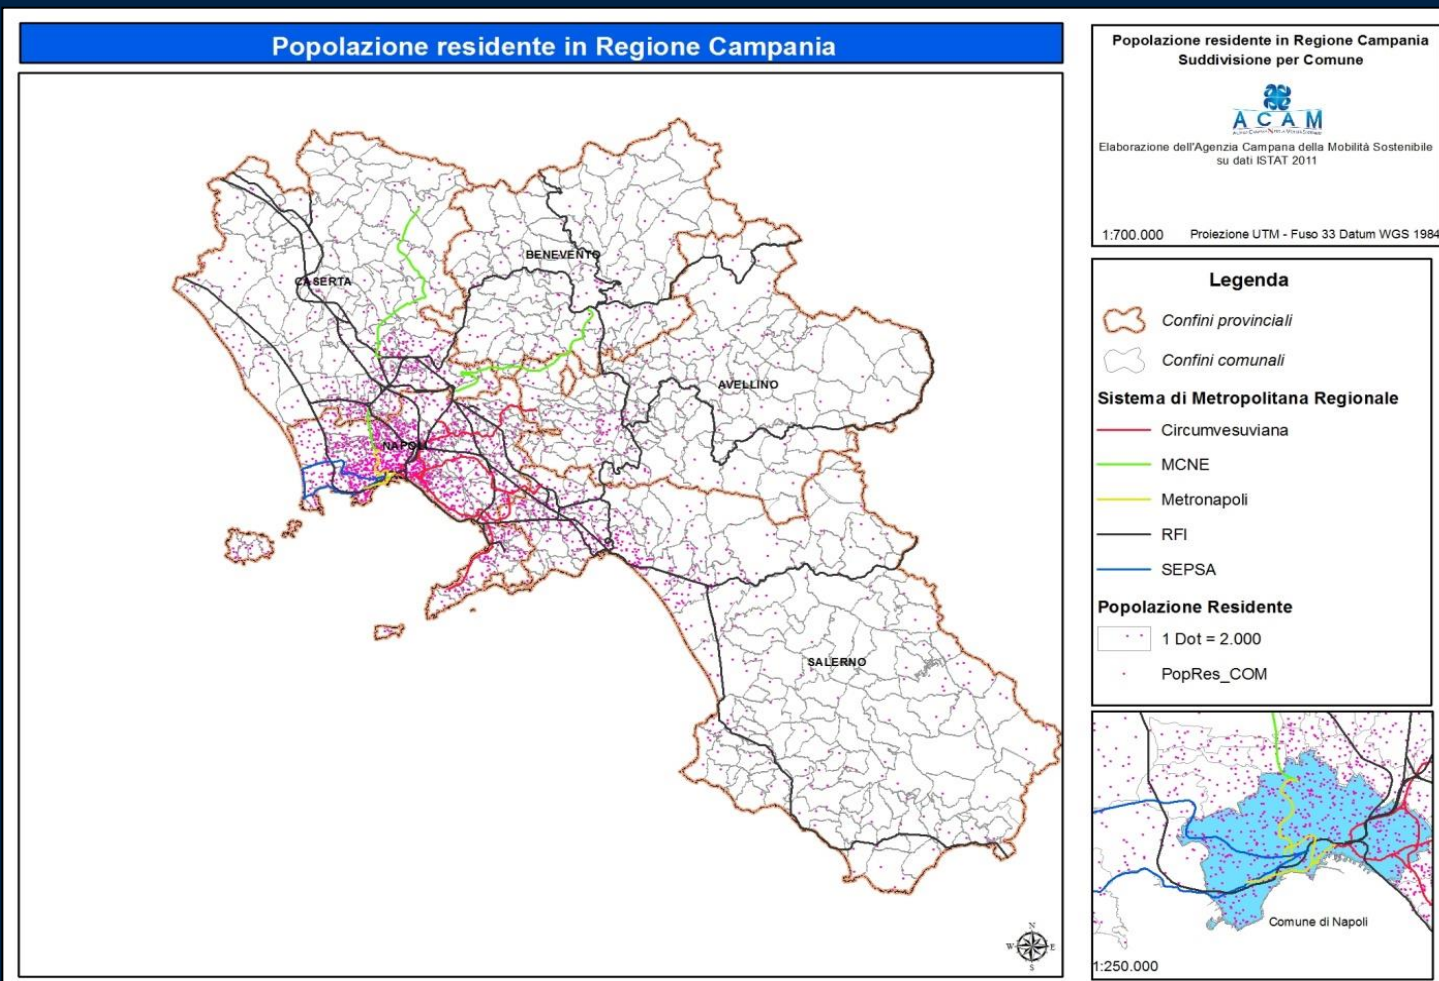 Popolazione residente in Regione Campania
BENEVENTO
CASERTA
AVELLINO
NAPOLI
SALERNO
N
W E
S
Popolazione residente in Regione Campania
Suddivisione per Comune
ACAM
Elaborazione dell'Agenzia Campana della Mobilità Sostenibile
su dati ISTAT 2011
1:700.000 Proiezione UTM - Fuso 33 Datum WGS 1984
Legenda
Confini provinciali
Confini comunali
Sistema di Metropolitana Regionale
Circumvesuviana
MCNE
Metronapoli
RFI
SEPSA
Popolazione Residente
1 Dot = 2.000
PopRes_COM
Comune di Napoli
1:250.000